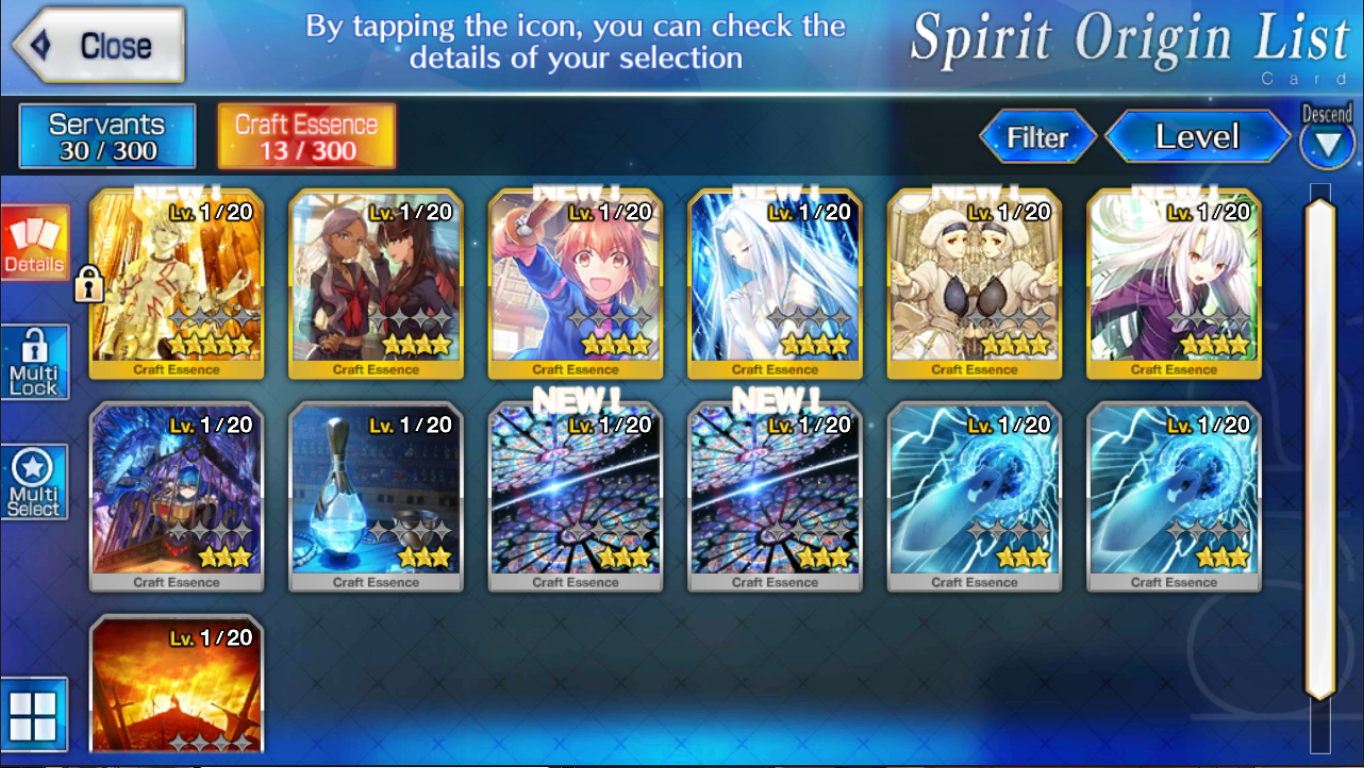 Close
By tapping the icon, you can check the
details of your selection
Spirit Origin List
Card
Servants
30 / 300
Craft Essence
13 / 300
Filter
Level
Descend
Details
Multi
Lock
Multi
Select
NEW! NEW! NEW! NEW! NEW!
Lv. 1/20 Lv. 1/20 Lv. 1/20 Lv. 1/20 Lv. 1/20 Lv. 1/20
Craft Essence Craft Essence Craft Essence Craft Essence Craft Essence Craft Essence
NEW! NEW!
Lv. 1/20 Lv. 1/20 Lv. 1/20 Lv. 1/20 Lv. 1/20 Lv. 1/20
Craft Essence Craft Essence Craft Essence Craft Essence Craft Essence Craft Essence
Lv. 1/20